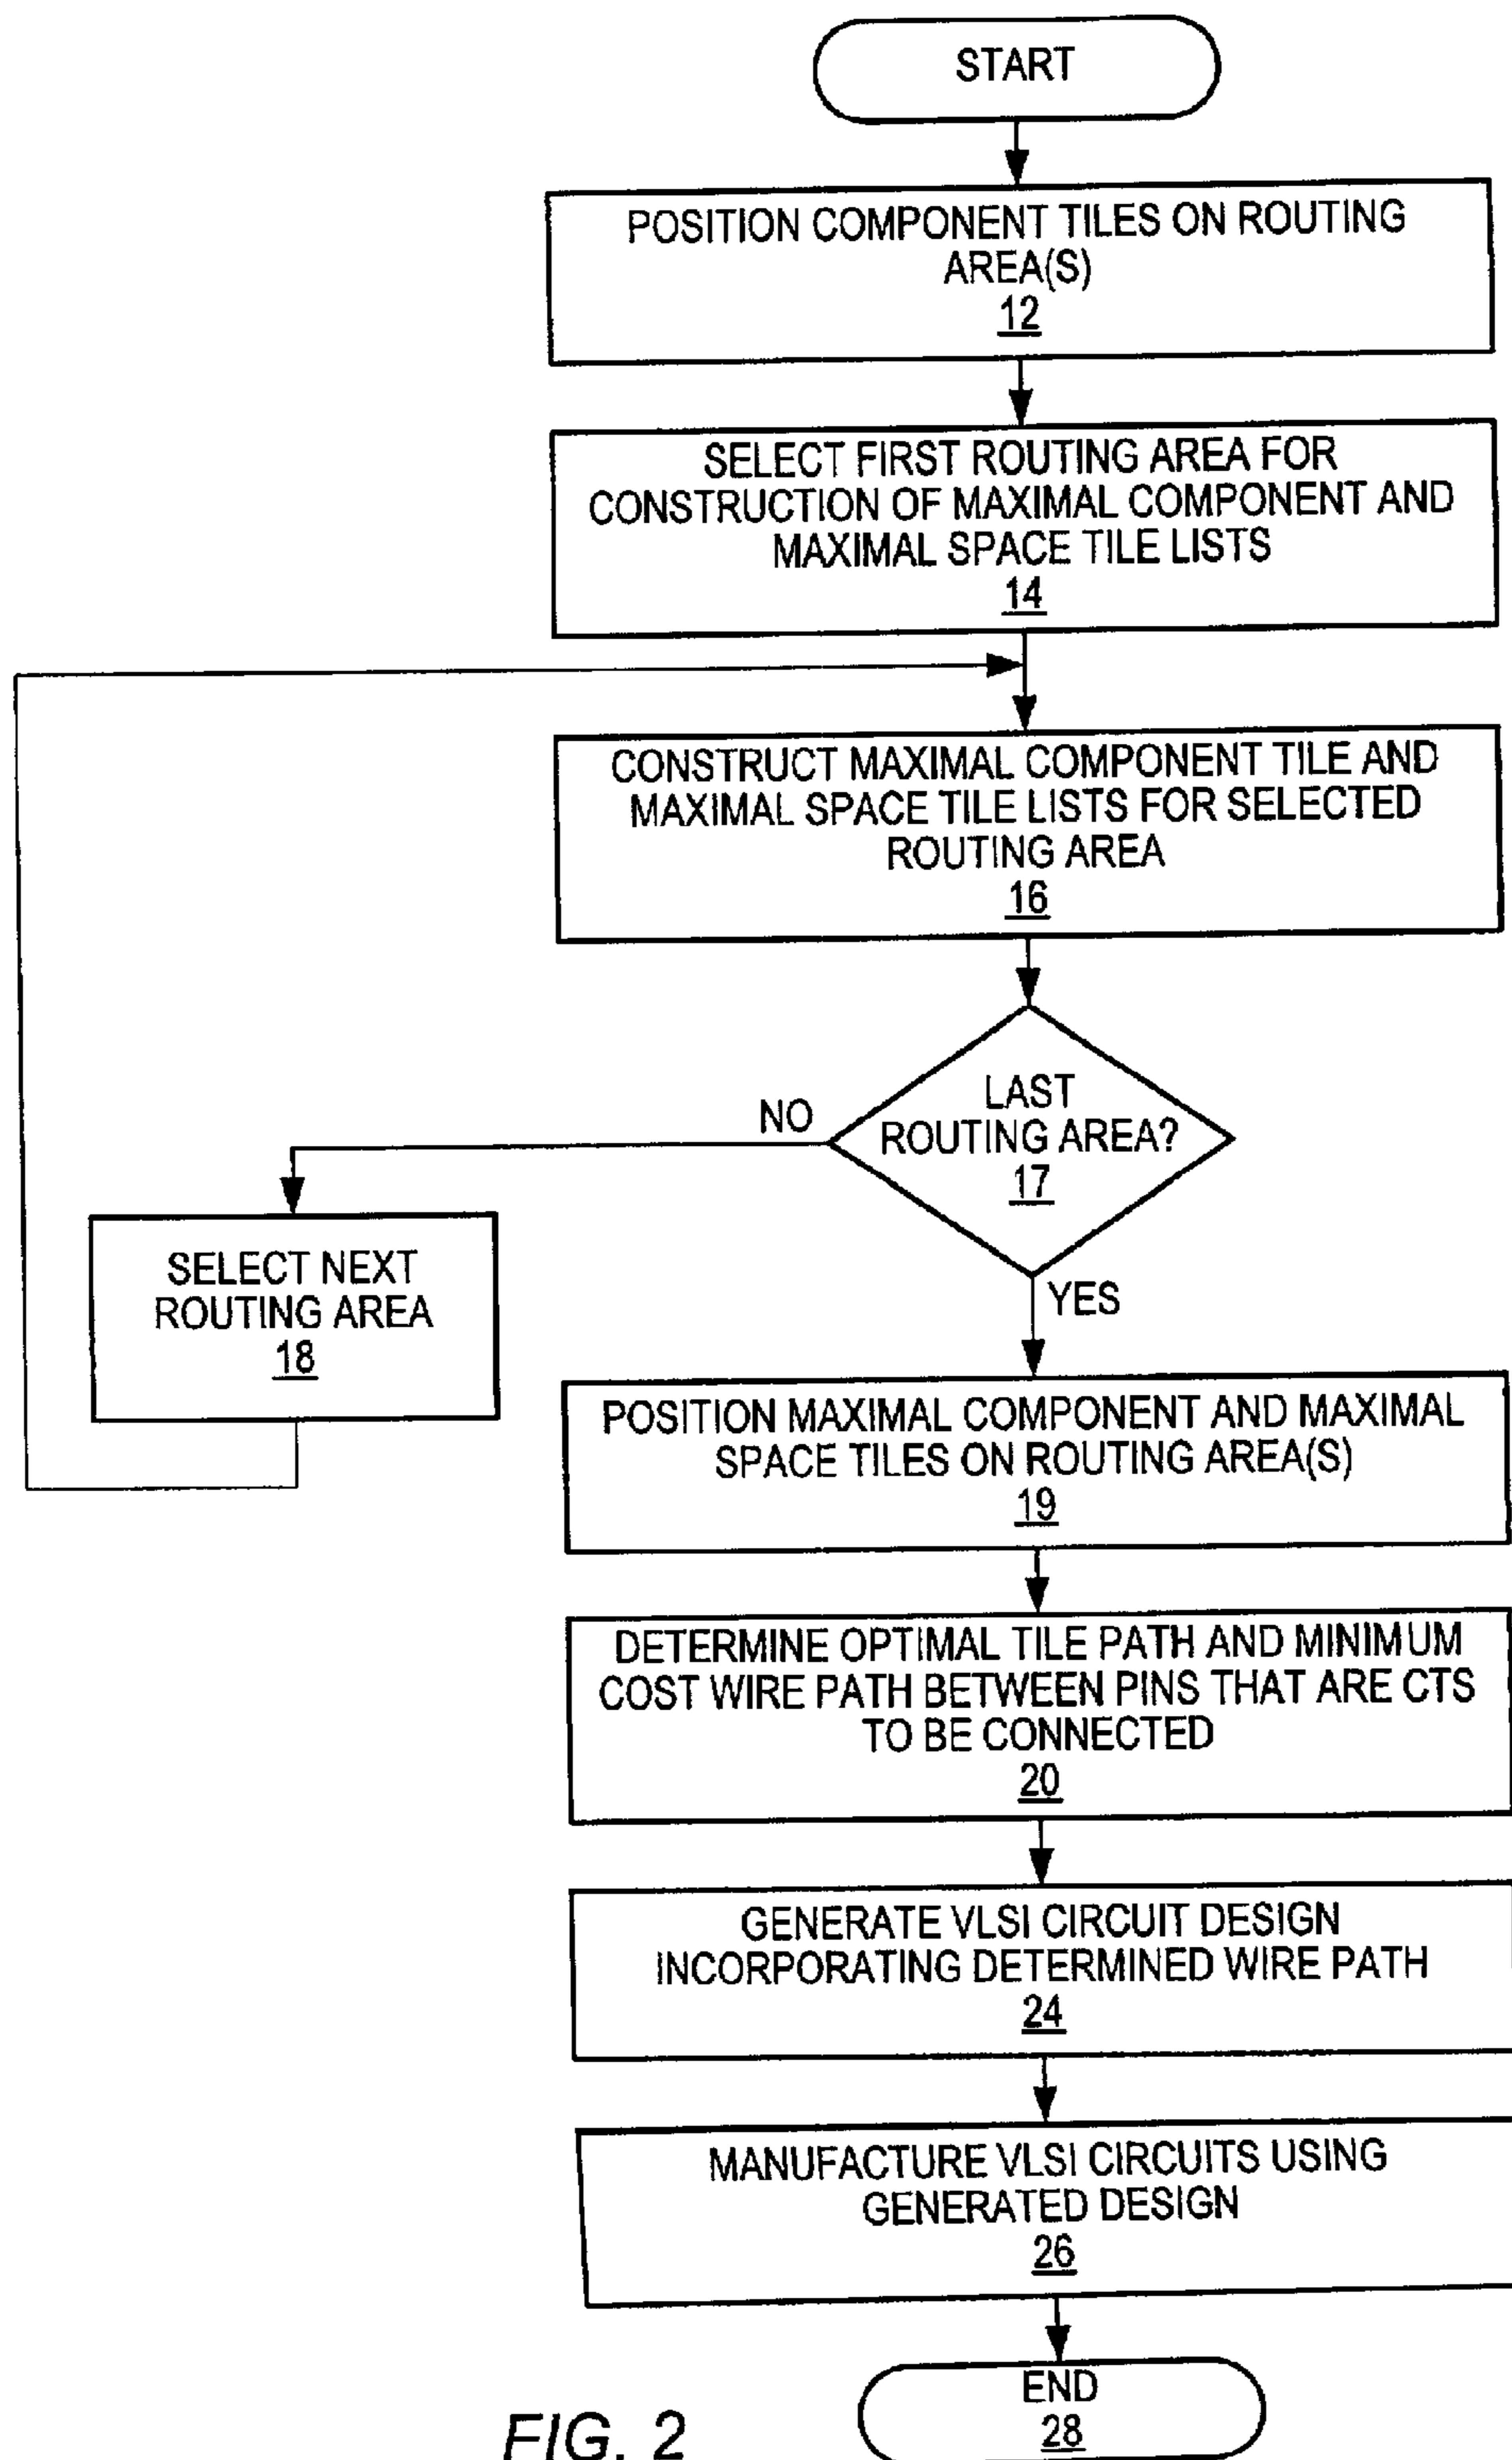 START
POSITION COMPONENT TILES ON ROUTING
AREA(S)
12
SELECT FIRST ROUTING AREA FOR
CONSTRUCTION OF MAXIMAL COMPONENT AND
MAXIMAL SPACE TILE LISTS
14
CONSTRUCT MAXIMAL COMPONENT TILE AND
MAXIMAL SPACE TILE LISTS FOR SELECTED
ROUTING AREA
16
LAST
ROUTING AREA?
17
NO
YES
SELECT NEXT
ROUTING AREA
18
POSITION MAXIMAL COMPONENT AND MAXIMAL
SPACE TILES ON ROUTING AREA(S)
19
DETERMINE OPTIMAL TILE PATH AND MINIMUM
COST WIRE PATH BETWEEN PINS THAT ARE CTS
TO BE CONNECTED
20
GENERATE VLSI CIRCUIT DESIGN
INCORPORATING DETERMINED WIRE PATH
24
MANUFACTURE VLSI CIRCUITS USING
GENERATED DESIGN
26
END
28
FIG. 2